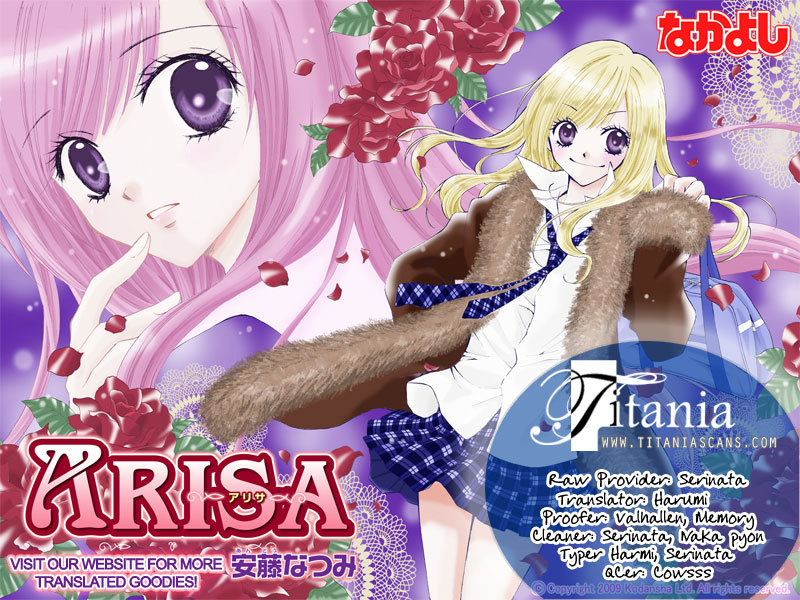 なかよし
Titania
WWW.TITANIASCANS.COM
Raw Provider: Serinata
Translator: Harumi
Proofer: Valhallen, Memory
Cleaner: Serinata, Naka pyon
Typer Harmi, Serinata
QCer: Cowsss
ARISA
アリサ
VISIT OUR WEBSITE FOR MORE
TRANSLATED GOODIES!
安藤なつみ
© Copyright 2009 Kodansha Ltd. All rights reserved.